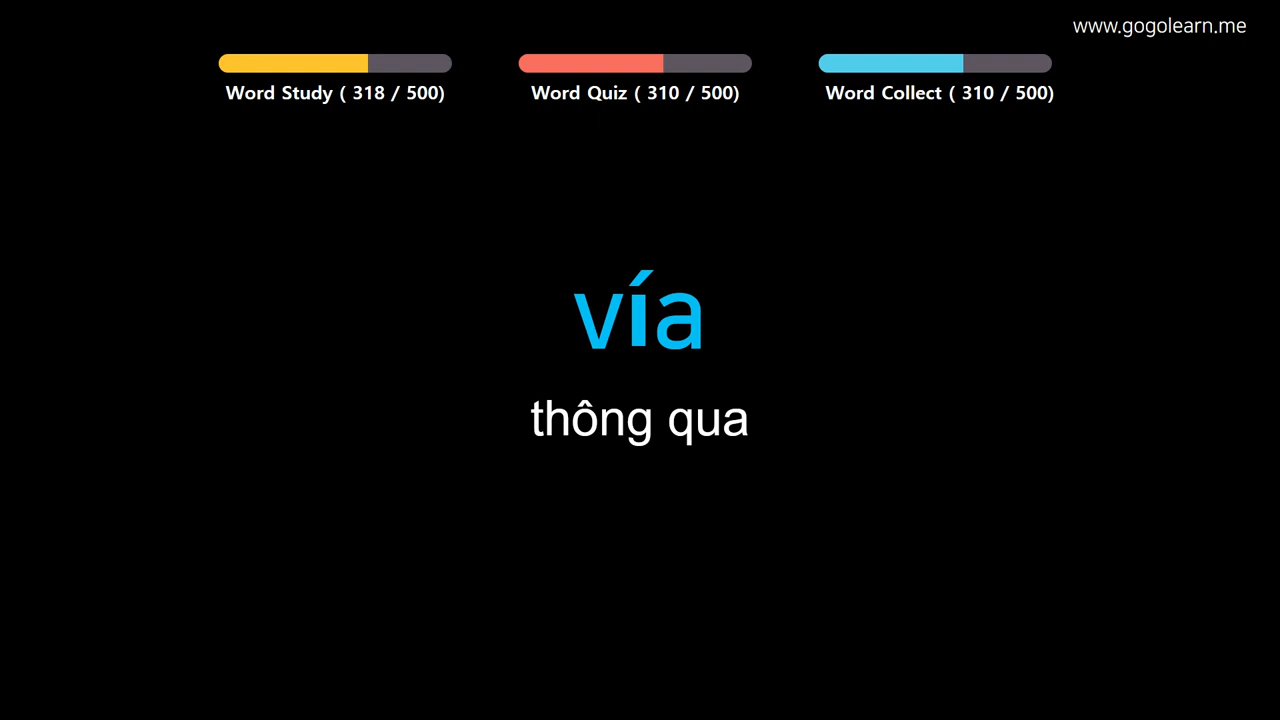 www.gogolearn.me
Word Study ( 318 / 500)
Word Quiz ( 310 / 500)
Word Collect ( 310 / 500)
vía
thông qua